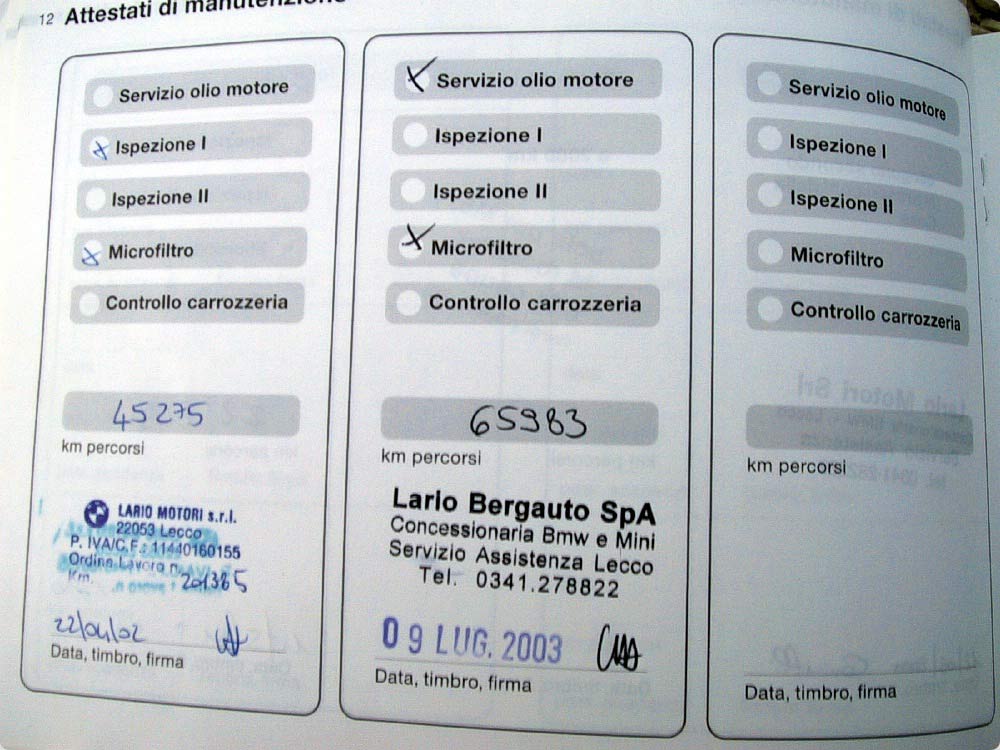 12 Attestati di manutenzione
Servizio olio motore
Ispezione I
Ispezione II
Microfiltro
Controllo carrozzeria
45275
km percorsi
LARIO MOTORI s.r.l.
22053 Lecco
P. IVA/C.F.: 11440160155
Ordine Lavoro n. 201385
Km.
22/04/02
Data, timbro, firma
Servizio olio motore
Ispezione I
Ispezione II
Microfiltro
Controllo carrozzeria
65983
km percorsi
Lario Bergauto SpA
Concessionaria Bmw e Mini
Servizio Assistenza Lecco
Tel. 0341.278822
09 LUG. 2003
Data, timbro, firma
Servizio olio motore
Ispezione I
Ispezione II
Microfiltro
Controllo carrozzeria
km percorsi
Data, timbro, firma